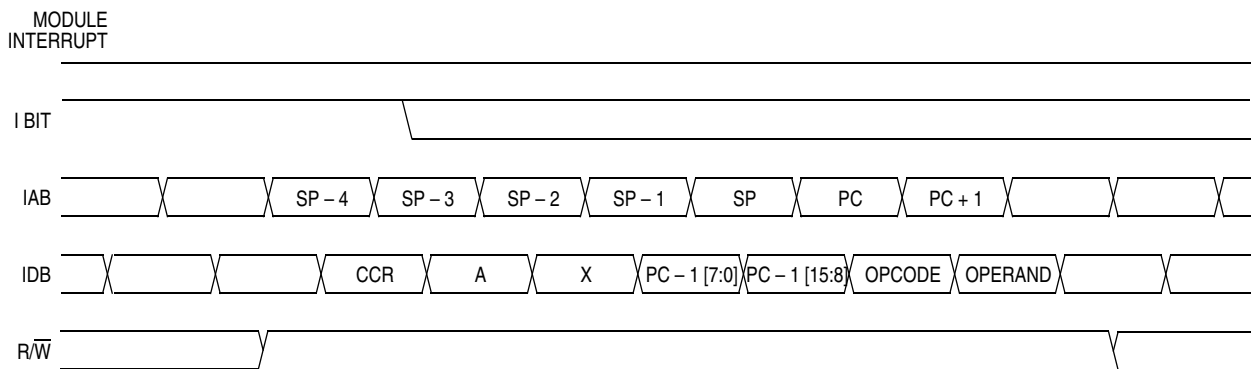 MODULE
INTERRUPT
I BIT
IAB SP – 4 SP – 3 SP – 2 SP – 1 SP PC PC + 1
IDB CCR A X PC – 1 [7:0] PC – 1 [15:8] OPCODE OPERAND
R/W̅